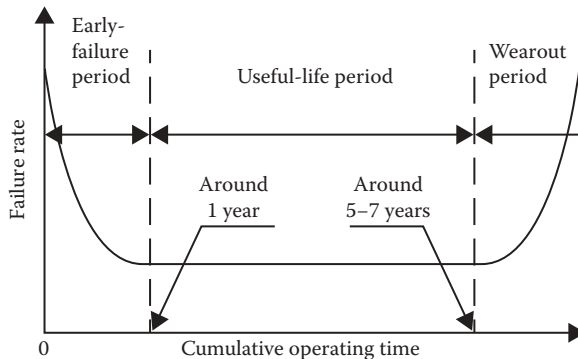 Early-
failure
period
Useful-life period
Wearout
period
Failure rate
Around
1 year
Around
5–7 years
0
Cumulative operating time